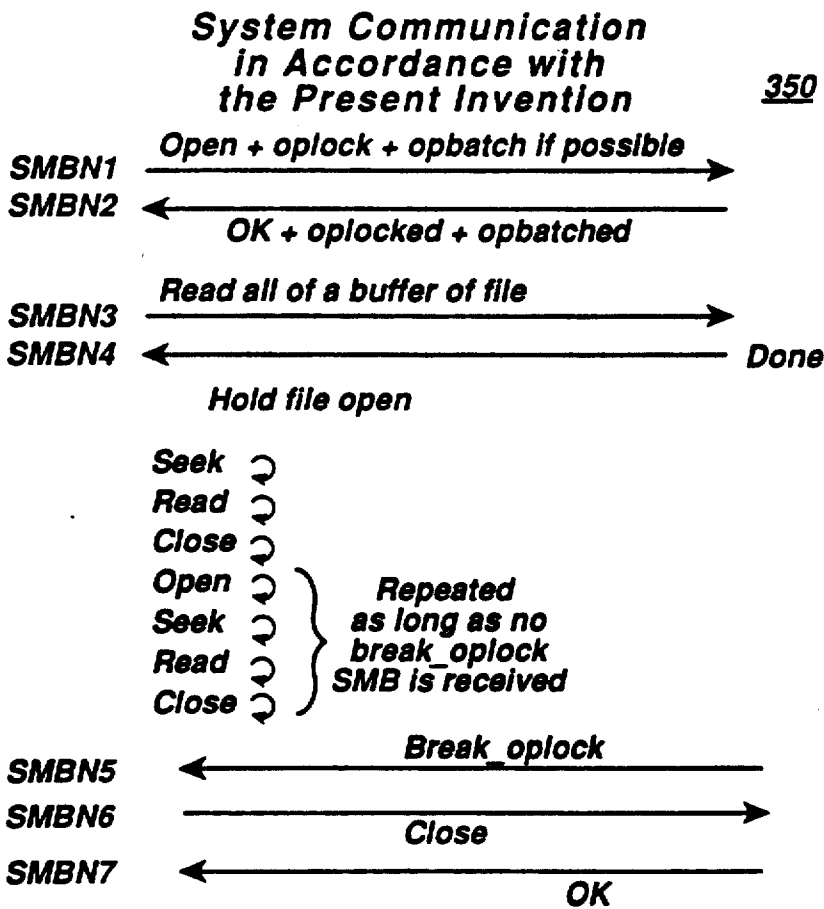 System Communication
in Accordance with
the Present Invention
350
Open + oplock + opbatch if possible
SMBN1
SMBN2
OK + oplocked + opbatched
Read all of a buffer of file
SMBN3
SMBN4
Done
Hold file open
Seek
Read
Close
Open
Seek
Read
Close
Repeated
as long as no
break_oplock
SMB is received
Break_oplock
SMBN5
SMBN6
Close
SMBN7
OK